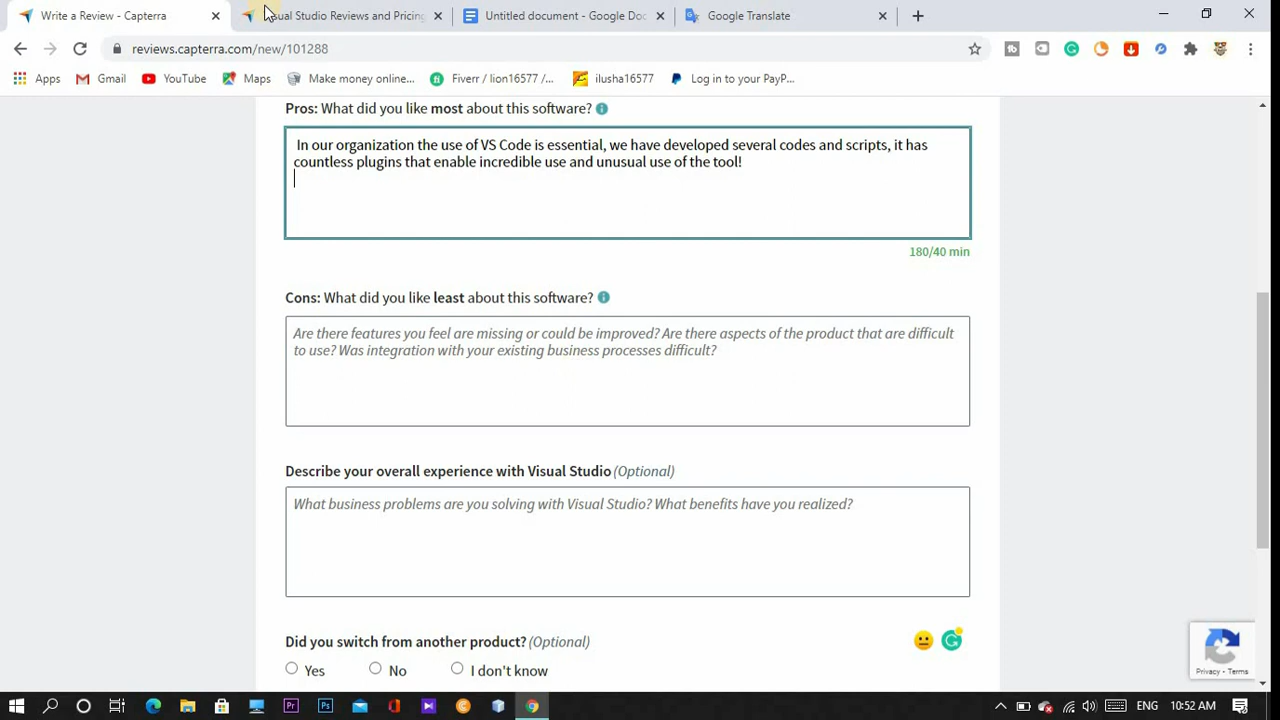 Write a Review - Capterra
sual Studio Reviews and Pricing
Untitled document - Google Doc
Google Translate
reviews.capterra.com/new/101288
Apps
Gmail
YouTube
Maps
Make money online...
Fiverr / lion16577 /...
ilusha16577
Log in to your PayP...
Pros: What did you like most about this software?
In our organization the use of VS Code is essential, we have developed several codes and scripts, it has
countless plugins that enable incredible use and unusual use of the tool!
180/40 min
Cons: What did you like least about this software?
Are there features you feel are missing or could be improved? Are there aspects of the product that are difficult
to use? Was integration with your existing business processes difficult?
Describe your overall experience with Visual Studio (Optional)
What business problems are you solving with Visual Studio? What benefits have you realized?
Did you switch from another product? (Optional)
Yes
No
I don't know
Privacy - Terms
ENG
10:52 AM